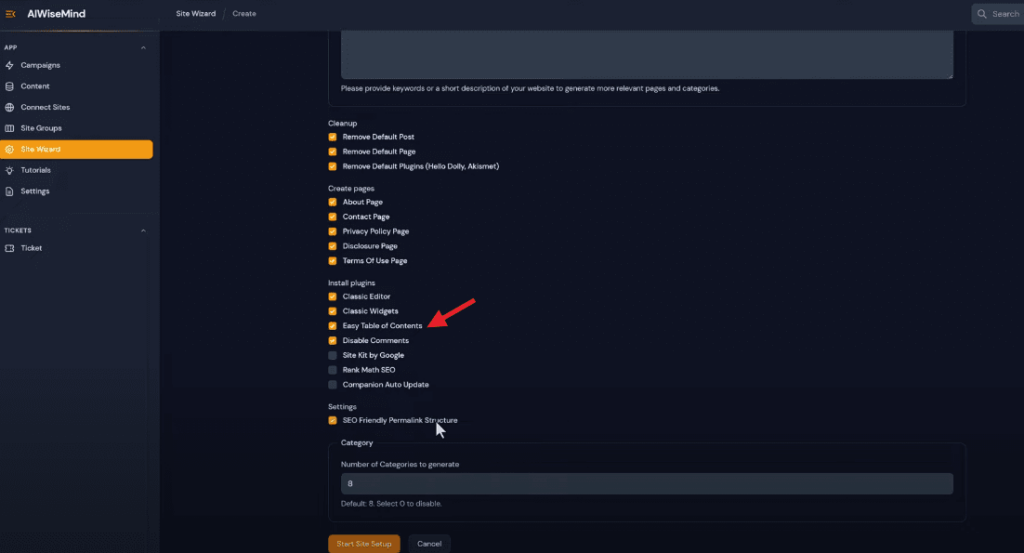 AIWiseMind
Site Wizard / Create
Search
APP
Campaigns
Content
Connect Sites
Site Groups
Site Wizard
Tutorials
Settings
TICKETS
Ticket
Please provide keywords or a short description of your website to generate more relevant pages and categories.
Cleanup
Remove Default Post
Remove Default Page
Remove Default Plugins (Hello Dolly, Akismet)
Create pages
About Page
Contact Page
Privacy Policy Page
Disclosure Page
Terms Of Use Page
Install plugins
Classic Editor
Classic Widgets
Easy Table of Contents
Disable Comments
Site Kit by Google
Rank Math SEO
Companion Auto Update
Settings
SEO Friendly Permalink Structure
Category
Number of Categories to generate
8
Default: 8. Select 0 to disable.
Start Site Setup
Cancel